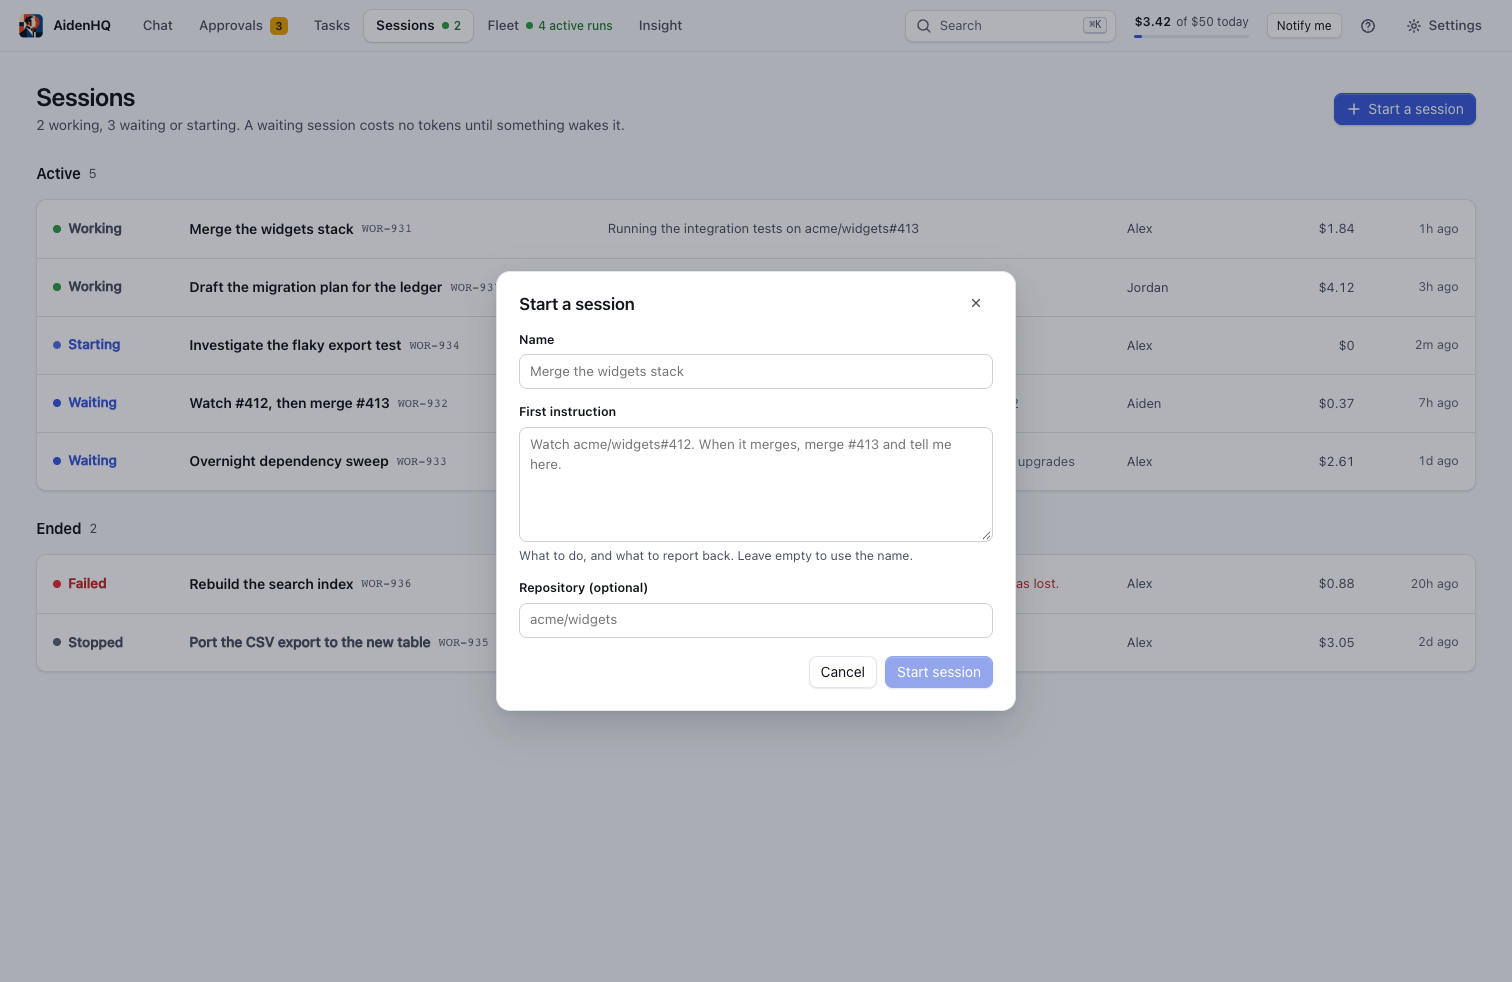 AidenHQ
Chat
Approvals 3
Tasks
Sessions 2
Fleet 4 active runs
Insight
Search ⌘K
$3.42 of $50 today
Notify me
Settings
Sessions
2 working, 3 waiting or starting. A waiting session costs no tokens until something wakes it.
+ Start a session
Active 5
Working Merge the widgets stack WOR-931 Running the integration tests on acme/widgets#413 Alex $1.84 1h ago
Working Draft the migration plan for the ledger Jordan $4.12 3h ago
Starting Investigate the flaky export test WOR-934 Alex $0 2m ago
Waiting Watch #412, then merge #413 WOR-932 Aiden $0.37 7h ago
Waiting Overnight dependency sweep WOR-933 upgrades Alex $2.61 1d ago
Ended 2
Failed Rebuild the search index WOR-936 as lost. Alex $0.88 20h ago
Stopped Port the CSV export to the new table WOR-935 Alex $3.05 2d ago
Start a session
Name
Merge the widgets stack
First instruction
Watch acme/widgets#412. When it merges, merge #413 and tell me
here.
What to do, and what to report back. Leave empty to use the name.
Repository (optional)
acme/widgets
Cancel
Start session